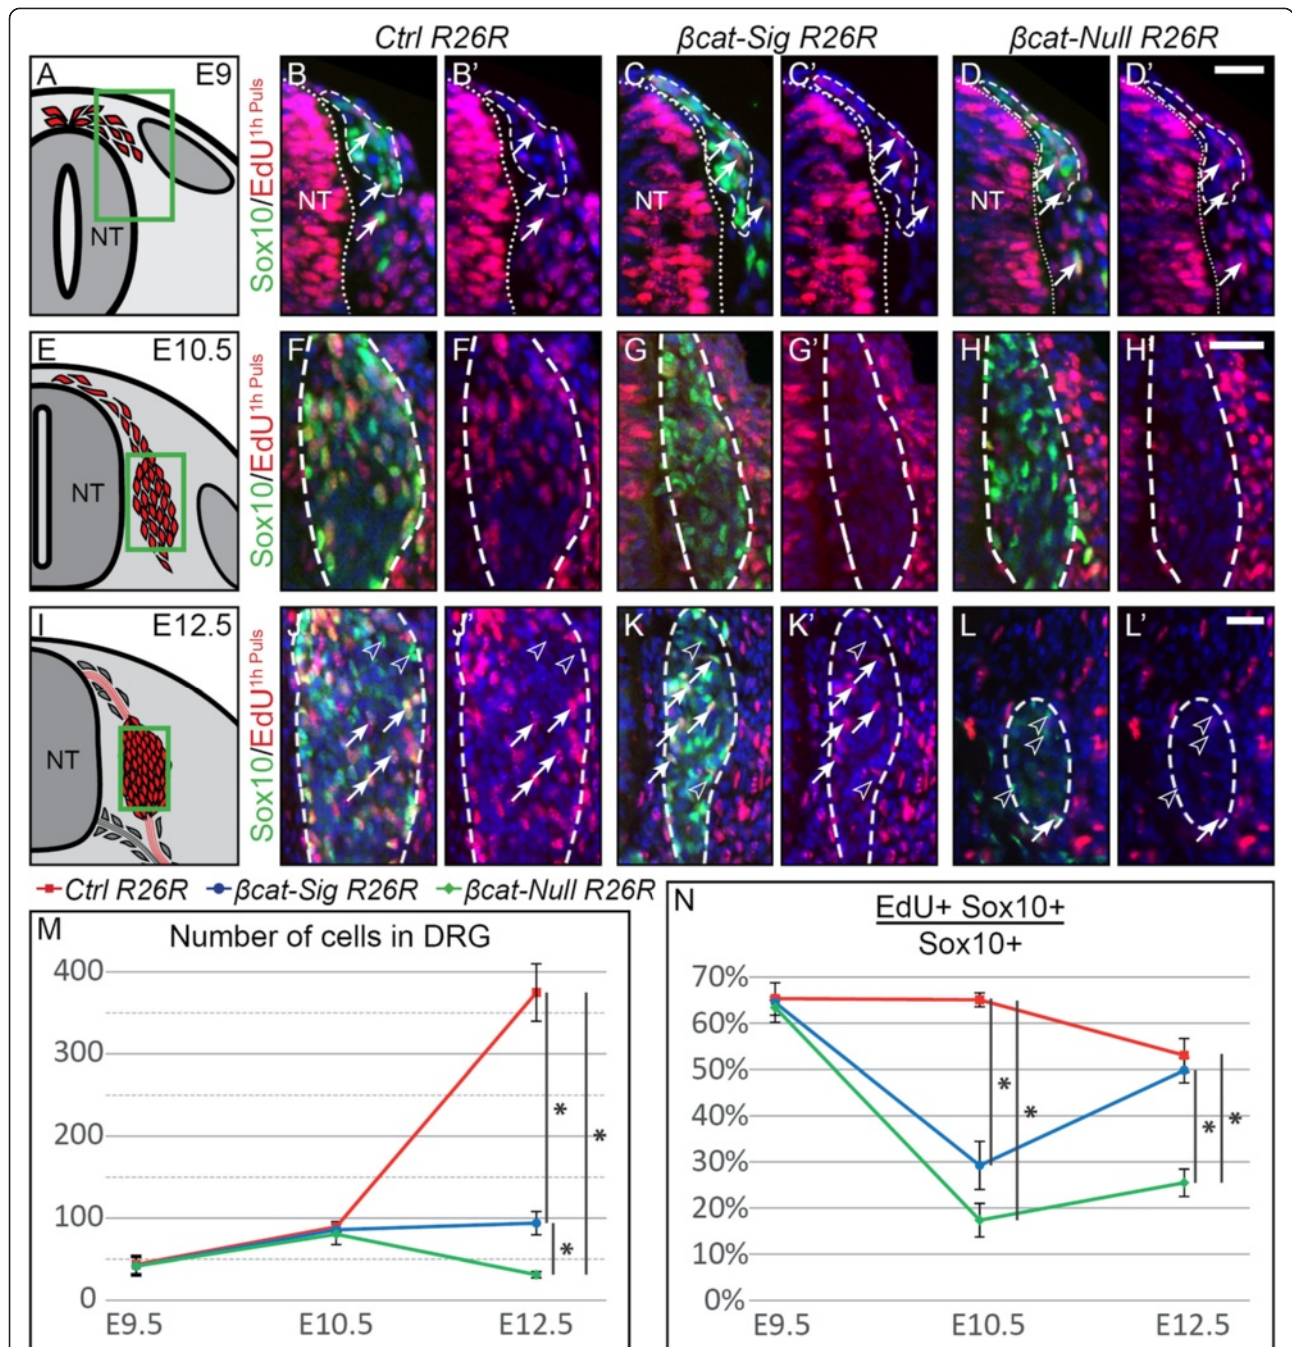 Ctrl R26R βcat-Sig R26R βcat-Null R26R
A E9 B B' C C' D D'
NT NT NT
Sox10/EdU1h Puls
E E10.5 F F' G G' H H'
NT
Sox10/EdU1h Puls
I E12.5 J J' K K' L L'
NT
Sox10/EdU1h Puls
Ctrl R26R βcat-Sig R26R βcat-Null R26R
M
Number of cells in DRG
400
300
200
100
0
E9.5 E10.5 E12.5
* * *
N
EdU+ Sox10+
Sox10+
70%
60%
50%
40%
30%
20%
10%
0%
E9.5 E10.5 E12.5
* * * *